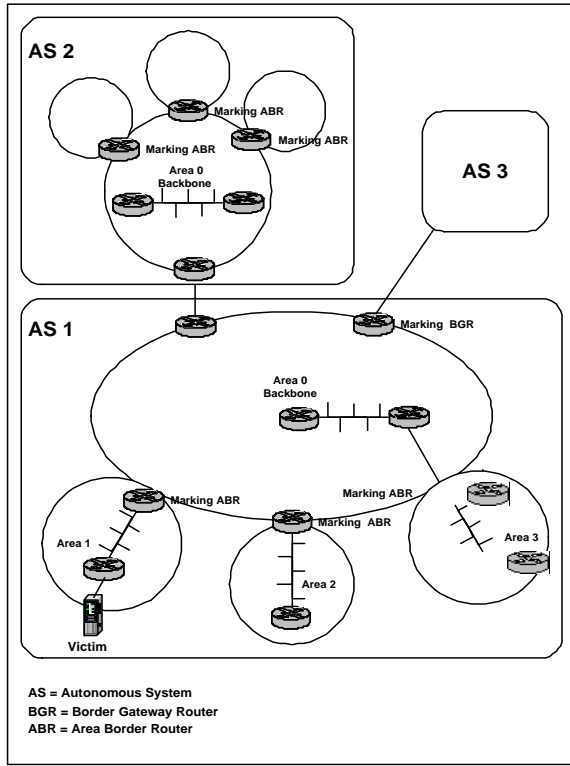 AS 2
Marking ABR
Marking ABR
Marking ABR
Area 0
Backbone
AS 3
AS 1
Marking BGR
Area 0
Backbone
Marking ABR
Marking ABR
Marking ABR
Area 1
Area 2
Area 3
Victim
AS = Autonomous System
BGR = Border Gateway Router
ABR = Area Border Router